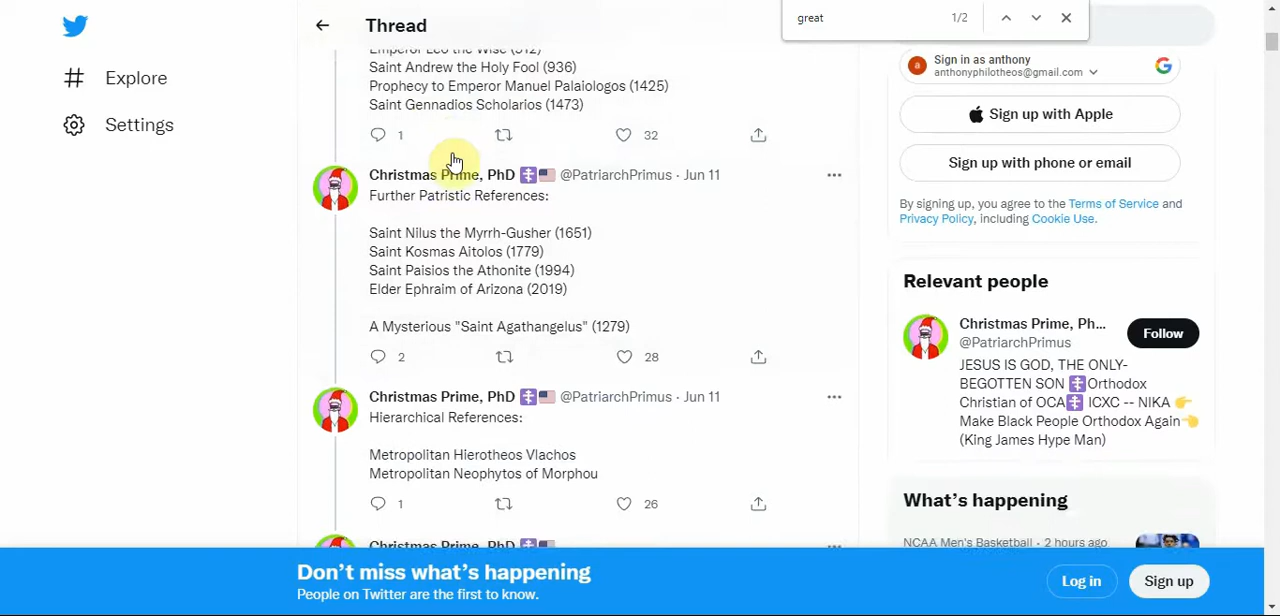 Thread
great
1/2
Explore
Settings
Emperor Leo the Wise (912)
Saint Andrew the Holy Fool (936)
Prophecy to Emperor Manuel Palaiologos (1425)
Saint Gennadios Scholarios (1473)
1
32
Christmas Prime, PhD @PatriarchPrimus · Jun 11
Further Patristic References:
Saint Nilus the Myrrh-Gusher (1651)
Saint Kosmas Aitolos (1779)
Saint Paisios the Athonite (1994)
Elder Ephraim of Arizona (2019)
A Mysterious "Saint Agathangelus" (1279)
2
28
Christmas Prime, PhD @PatriarchPrimus · Jun 11
Hierarchical References:
Metropolitan Hierotheos Vlachos
Metropolitan Neophytos of Morphou
1
26
Christmas Prime, PhD
Sign in as anthony
anthonyphilotheos@gmail.com
Sign up with Apple
Sign up with phone or email
By signing up, you agree to the Terms of Service and
Privacy Policy, including Cookie Use.
Relevant people
Christmas Prime, Ph...
@PatriarchPrimus
Follow
JESUS IS GOD, THE ONLY-
BEGOTTEN SON ☦️Orthodox
Christian of OCA☦️ ICXC -- NIKA 👉
Make Black People Orthodox Again👈
(King James Hype Man)
What's happening
NCAA Men's Basketball · 2 hours ago
Don't miss what's happening
People on Twitter are the first to know.
Log in
Sign up